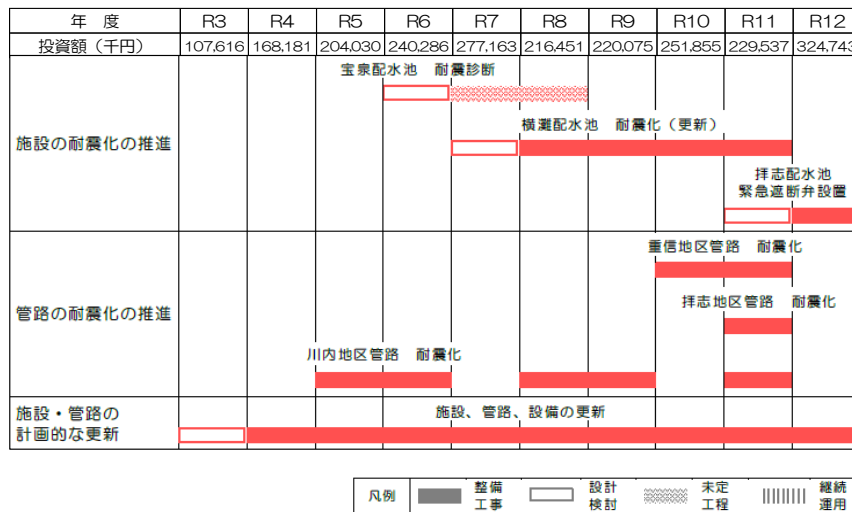 年 度 R3 R4 R5 R6 R7 R8 R9 R10 R11 R12
投資額（千円） 107,616 168,181 204,030 240,286 277,163 216,451 220,075 251,855 229,537 324,743
施設の耐震化の推進
宝泉配水池 耐震診断
横灘配水池 耐震化（更新）
拝志配水池
緊急遮断弁設置
管路の耐震化の推進
重信地区管路 耐震化
拝志地区管路 耐震化
川内地区管路 耐震化
施設・管路の
計画的な更新
施設、管路、設備の更新
凡例
整備
工事
設計
検討
未定
工程
継続
運用